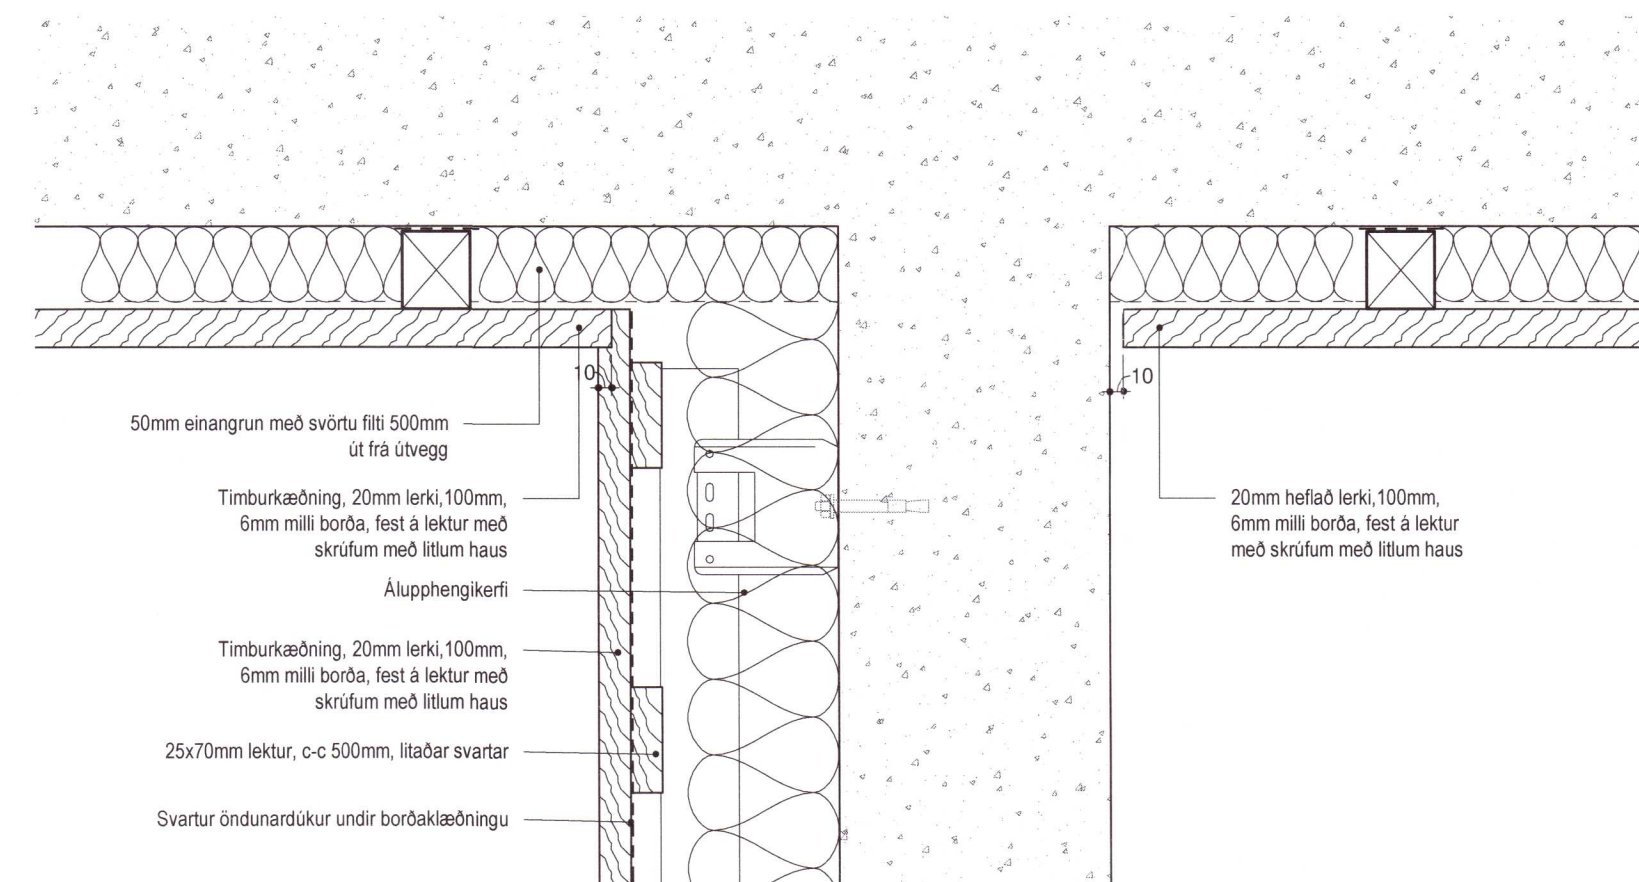 10
10
50mm einangrun með svörtu filti 500mm
út frá útvegg
Timburkæðning, 20mm lerki,100mm,
6mm milli borða, fest á lektur með
skrúfum með litlum haus
Álupphengikerfi
Timburkæðning, 20mm lerki,100mm,
6mm milli borða, fest á lektur með
skrúfum með litlum haus
25x70mm lektur, c-c 500mm, litaðar svartar
Svartur öndunardúkur undir borðaklæðningu
20mm heflað lerki,100mm,
6mm milli borða, fest á lektur
með skrúfum með litlum haus